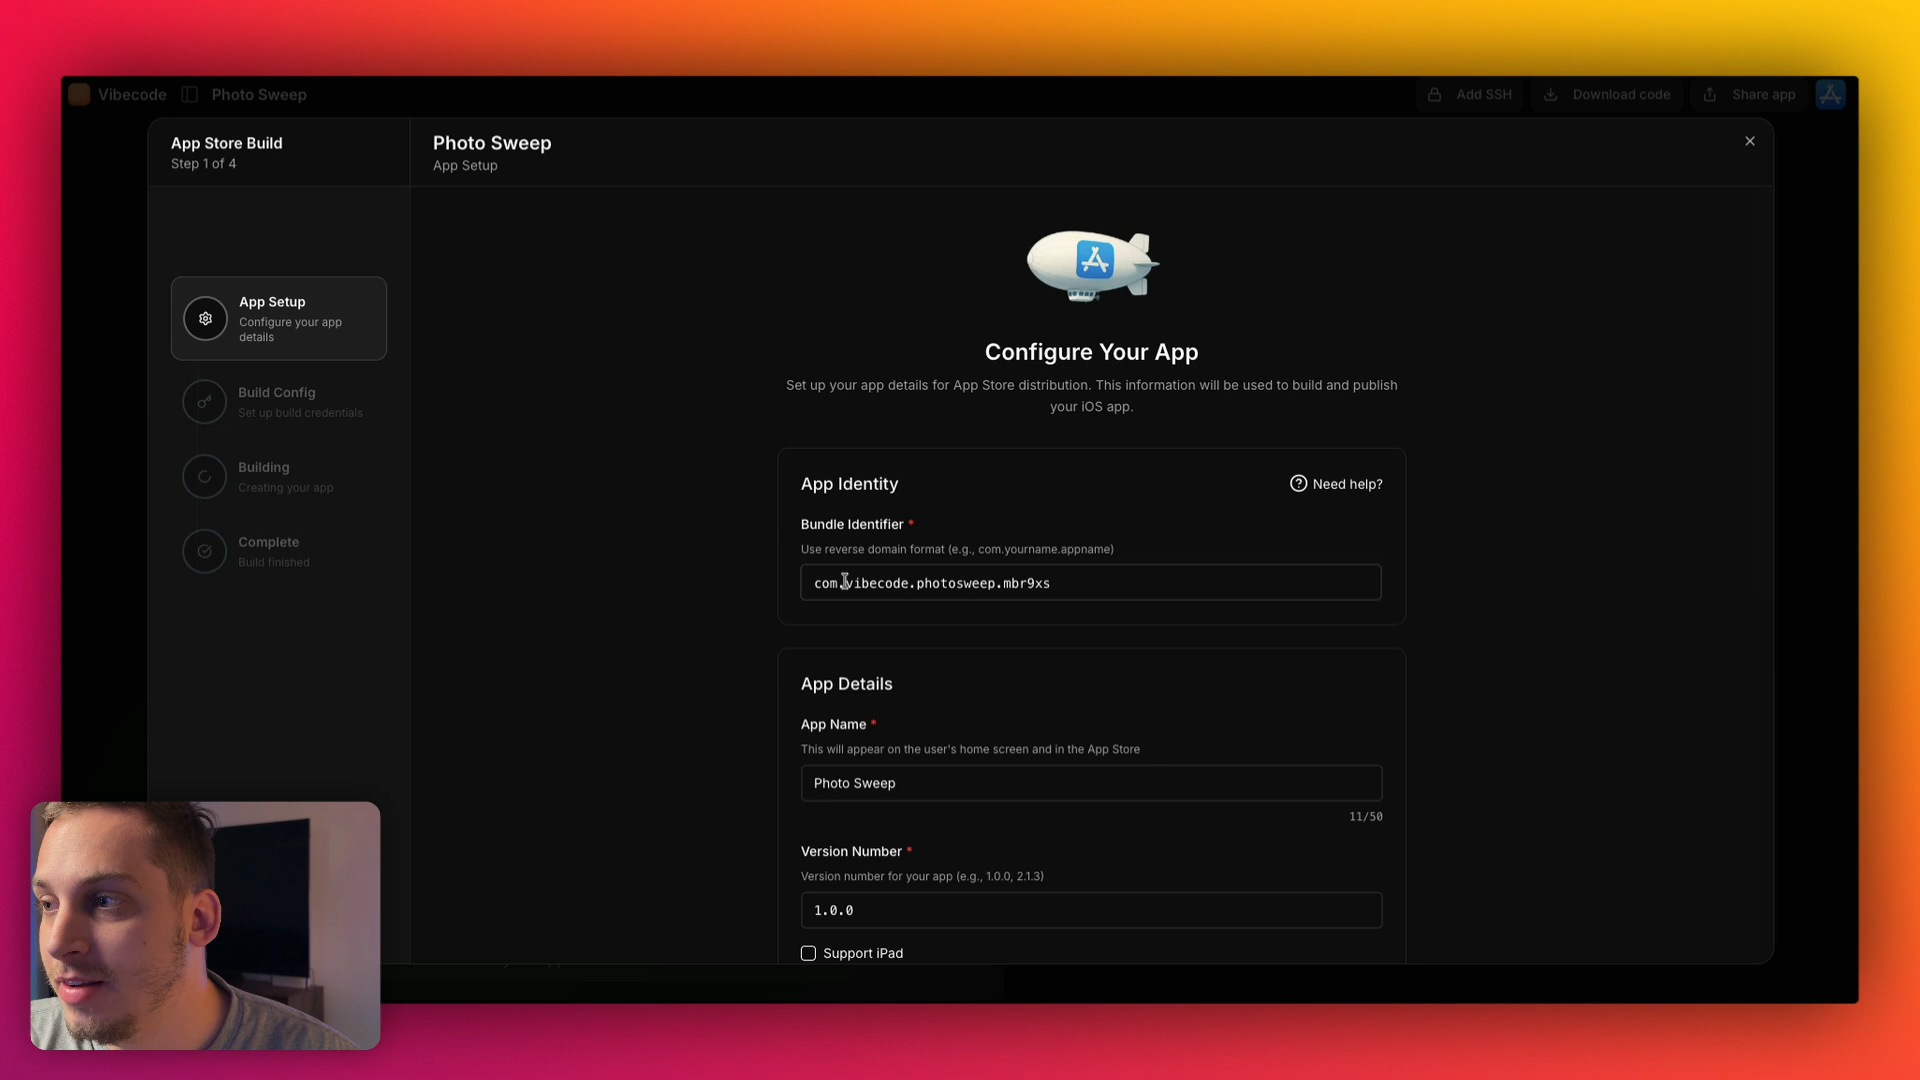 Vibecode
Photo Sweep
Add SSH
Download code
Share app
App Store Build
Step 1 of 4
Photo Sweep
App Setup
App Setup
Configure your app
details
Build Config
Set up build credentials
Building
Creating your app
Complete
Build finished
Configure Your App
Set up your app details for App Store distribution. This information will be used to build and publish
your iOS app.
App Identity
Need help?
Bundle Identifier *
Use reverse domain format (e.g., com.yourname.appname)
com.vibecode.photosweep.mbr9xs
App Details
App Name *
This will appear on the user's home screen and in the App Store
Photo Sweep
11/50
Version Number *
Version number for your app (e.g., 1.0.0, 2.1.3)
1.0.0
Support iPad